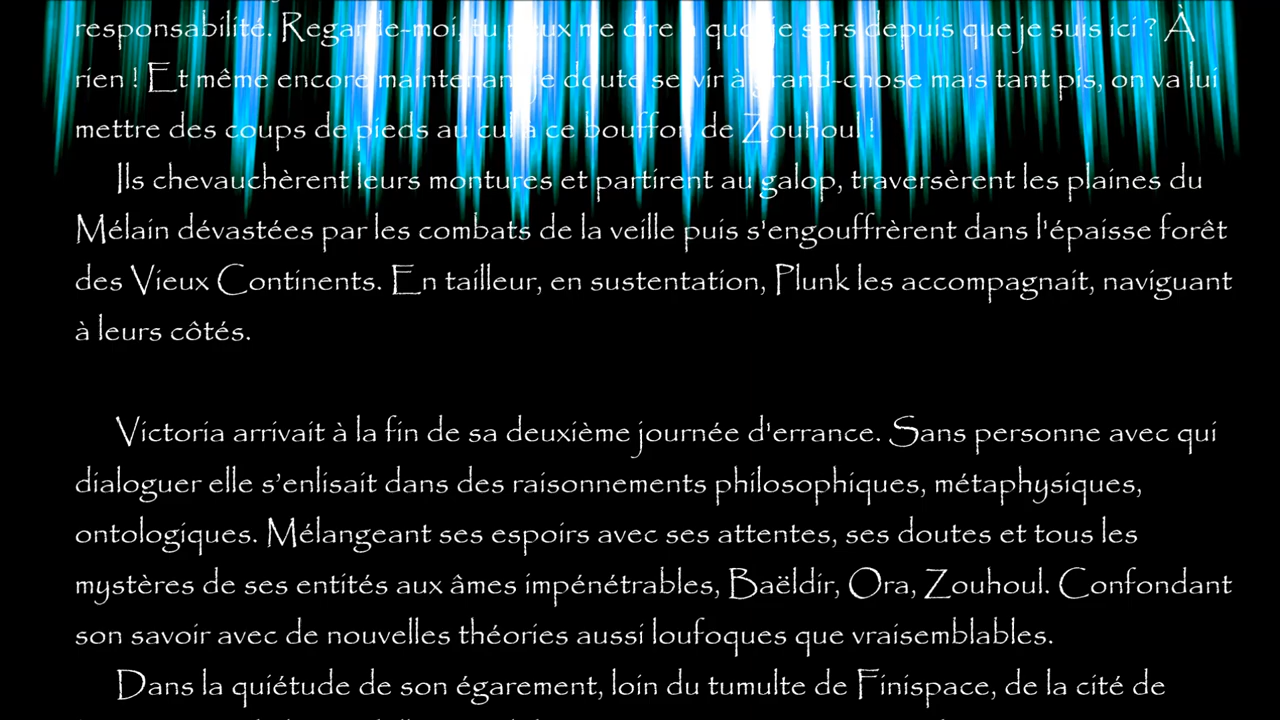 responsabilité. Regarde-moi, tu peux me dire à quoi je sers depuis que je suis ici ? À
rien ! Et même encore maintenant je doute servir à grand-chose mais tant pis, on va lui
mettre des coups de pieds au cul à ce bouffon de Zouhoul !
Ils chevauchèrent leurs montures et partirent au galop, traversèrent les plaines du
Mélain dévastées par les combats de la veille puis s'engouffrèrent dans l'épaisse forêt
des Vieux Continents. En tailleur, en sustentation, Plunk les accompagnait, naviguant
à leurs côtés.
Victoria arrivait à la fin de sa deuxième journée d'errance. Sans personne avec qui
dialoguer elle s’enlisait dans des raisonnements philosophiques, métaphysiques,
ontologiques. Mélangeant ses espoirs avec ses attentes, ses doutes et tous les
mystères de ses entités aux âmes impénétrables, Baëldir, Ora, Zouhoul. Confondant
son savoir avec de nouvelles théories aussi loufoques que vraisemblables.
Dans la quiétude de son égarement, loin du tumulte de Finispace, de la cité de